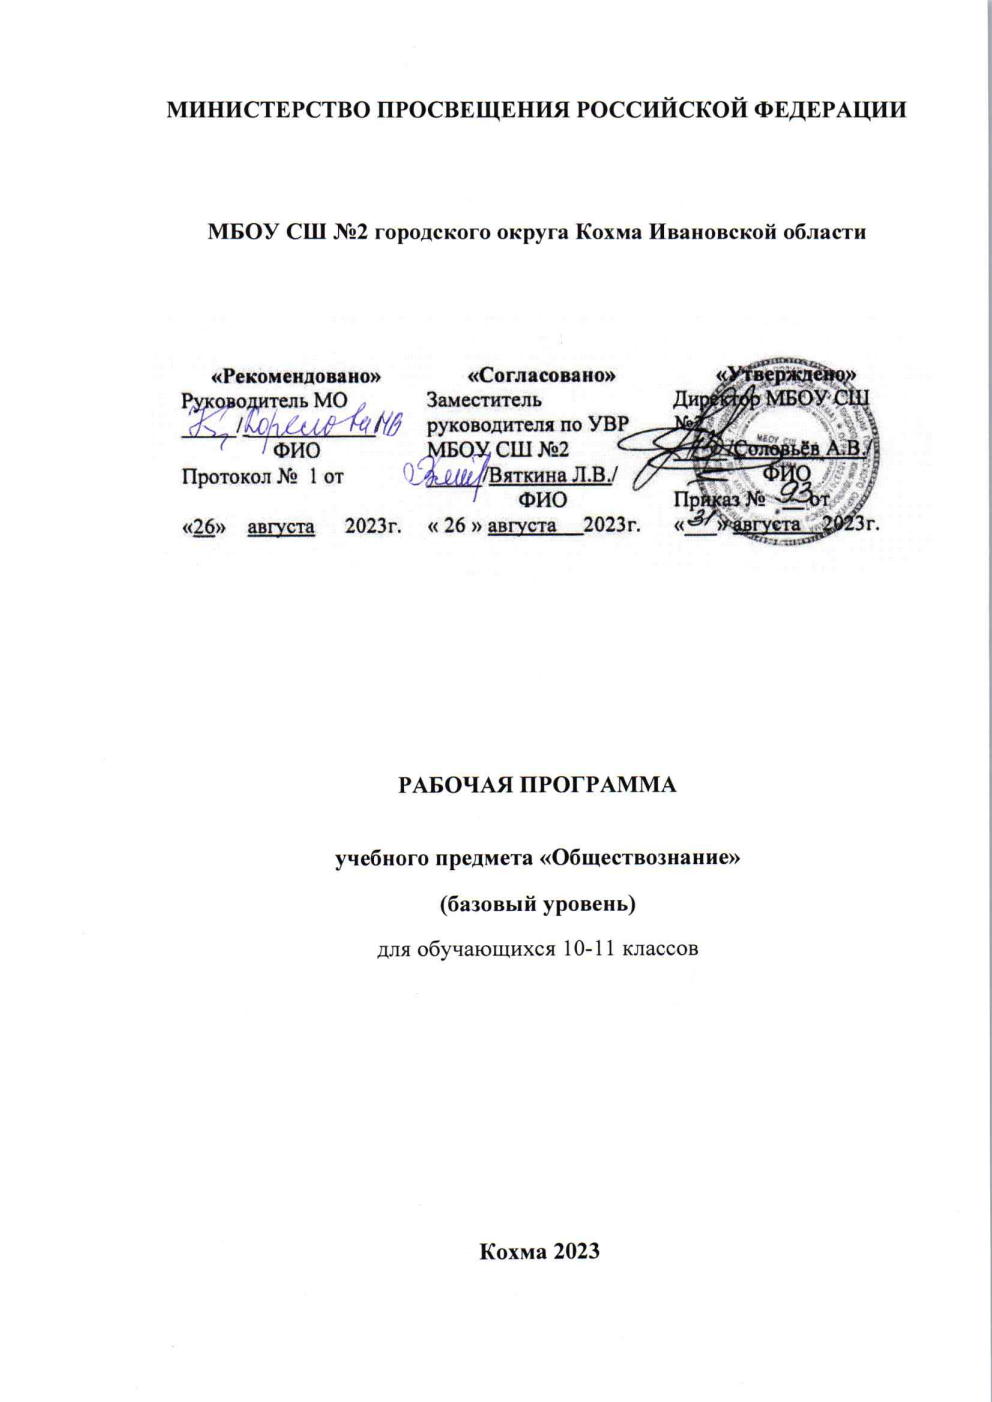 МИНИСТЕРСТВО ПРОСВЕЩЕНИЯ РОССИЙСКОЙ ФЕДЕРАЦИИ
МБОУ СШ №2 городского округа Кохма Ивановской области
«Рекомендовано»
Руководитель МО
/ /
ФИО
Протокол № 1 от
«26» августа 2023г.
«Согласовано»
Заместитель
руководителя по УВР
МБОУ СШ №2
/Вяткина Л.В./
ФИО
« 26 » августа 2023г.
«Утверждено»
Директор МБОУ СШ
№2
/Соловьёв А.В./
ФИО
Приказ № 93 от
«31» августа 2023г.
РАБОЧАЯ ПРОГРАММА
учебного предмета «Обществознание»
(базовый уровень)
для обучающихся 10-11 классов
Кохма 2023